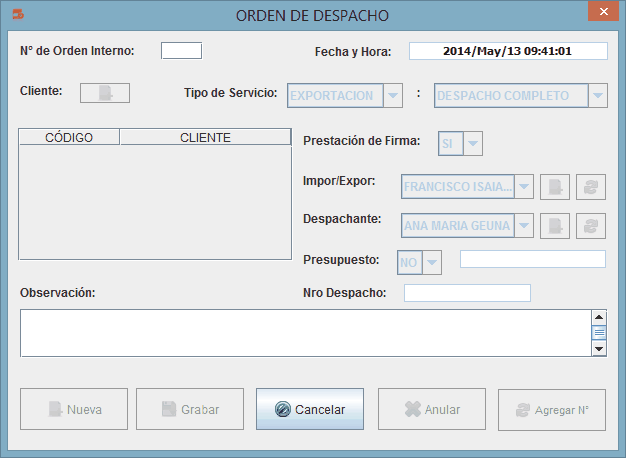 ORDEN DE DESPACHO
N° de Orden Interno:
Fecha y Hora: 2014/May/13 09:41:01
Cliente:
Tipo de Servicio: EXPORTACION : DESPACHO COMPLETO
CÓDIGO CLIENTE
Prestación de Firma: SI
Impor/Expor: FRANCISCO ISAIA...
Despachante: ANA MARIA GEUNA
Presupuesto: NO
Observación:
Nro Despacho:
Nueva
Grabar
Cancelar
Anular
Agregar N°